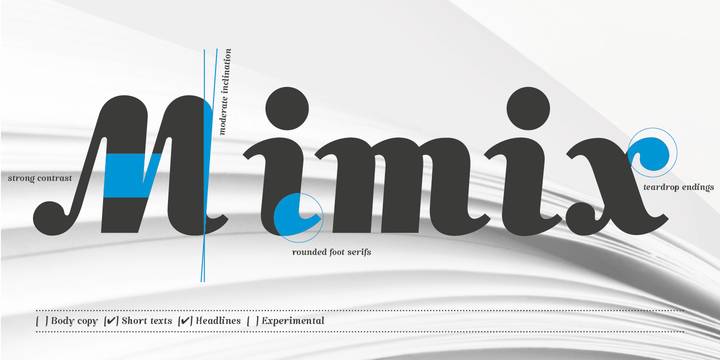 moderate inclination
Mimix
strong contrast
teardrop endings
rounded foot serifs
[ ] Body copy [✔] Short texts [✔] Headlines [ ] Experimental